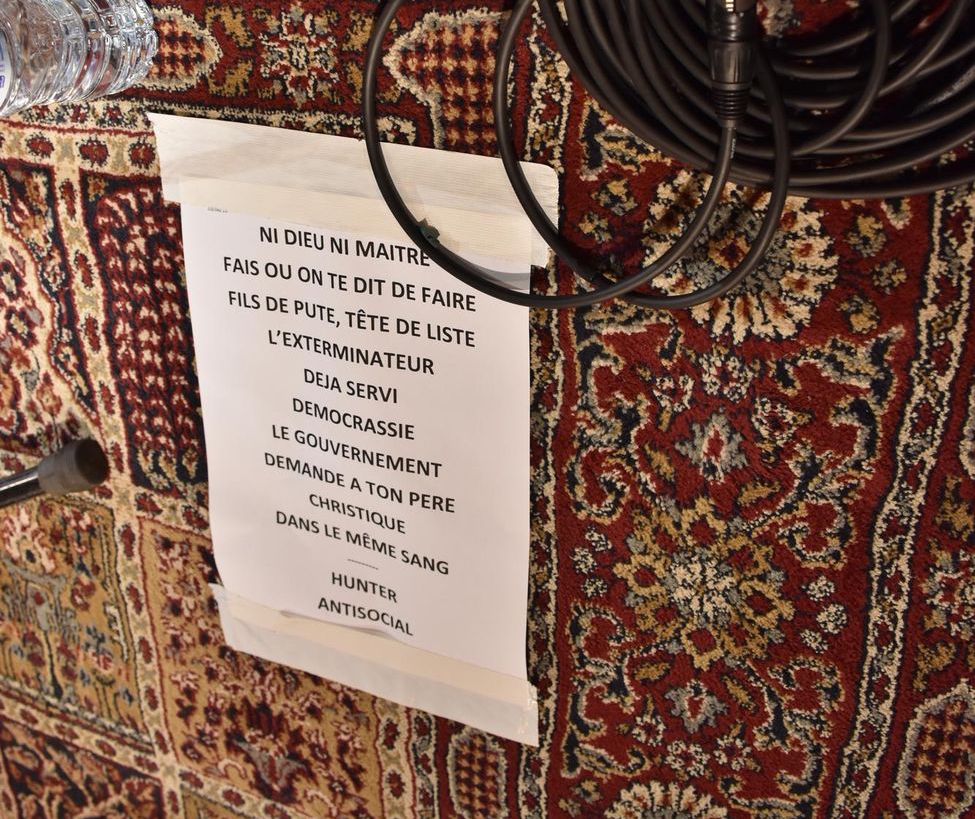 NI DIEU NI MAITRE
FAIS OU ON TE DIT DE FAIRE
FILS DE PUTE, TÊTE DE LISTE
L'EXTERMINATEUR
DEJA SERVI
DEMOCRASSIE
LE GOUVERNEMENT
DEMANDE A TON PERE
CHRISTIQUE
DANS LE MÊME SANG
--------
HUNTER
ANTISOCIAL